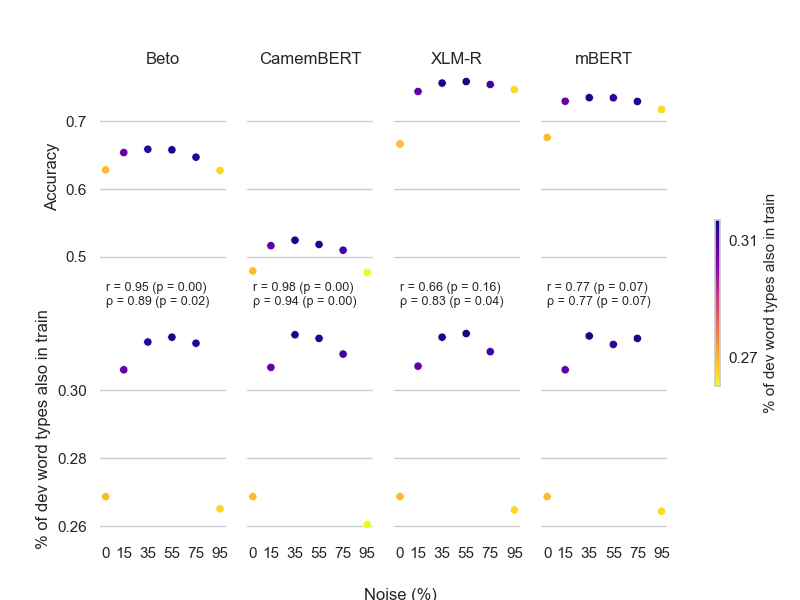 Beto CamemBERT XLM-R mBERT
Accuracy
0.7
0.6
0.5
r = 0.95 (p = 0.00)
ρ = 0.89 (p = 0.02)
r = 0.98 (p = 0.00)
ρ = 0.94 (p = 0.00)
r = 0.66 (p = 0.16)
ρ = 0.83 (p = 0.04)
r = 0.77 (p = 0.07)
ρ = 0.77 (p = 0.07)
% of dev word types also in train
0.30
0.28
0.26
0 15 35 55 75 95
0 15 35 55 75 95
0 15 35 55 75 95
0 15 35 55 75 95
Noise (%)
0.31
0.27
% of dev word types also in train